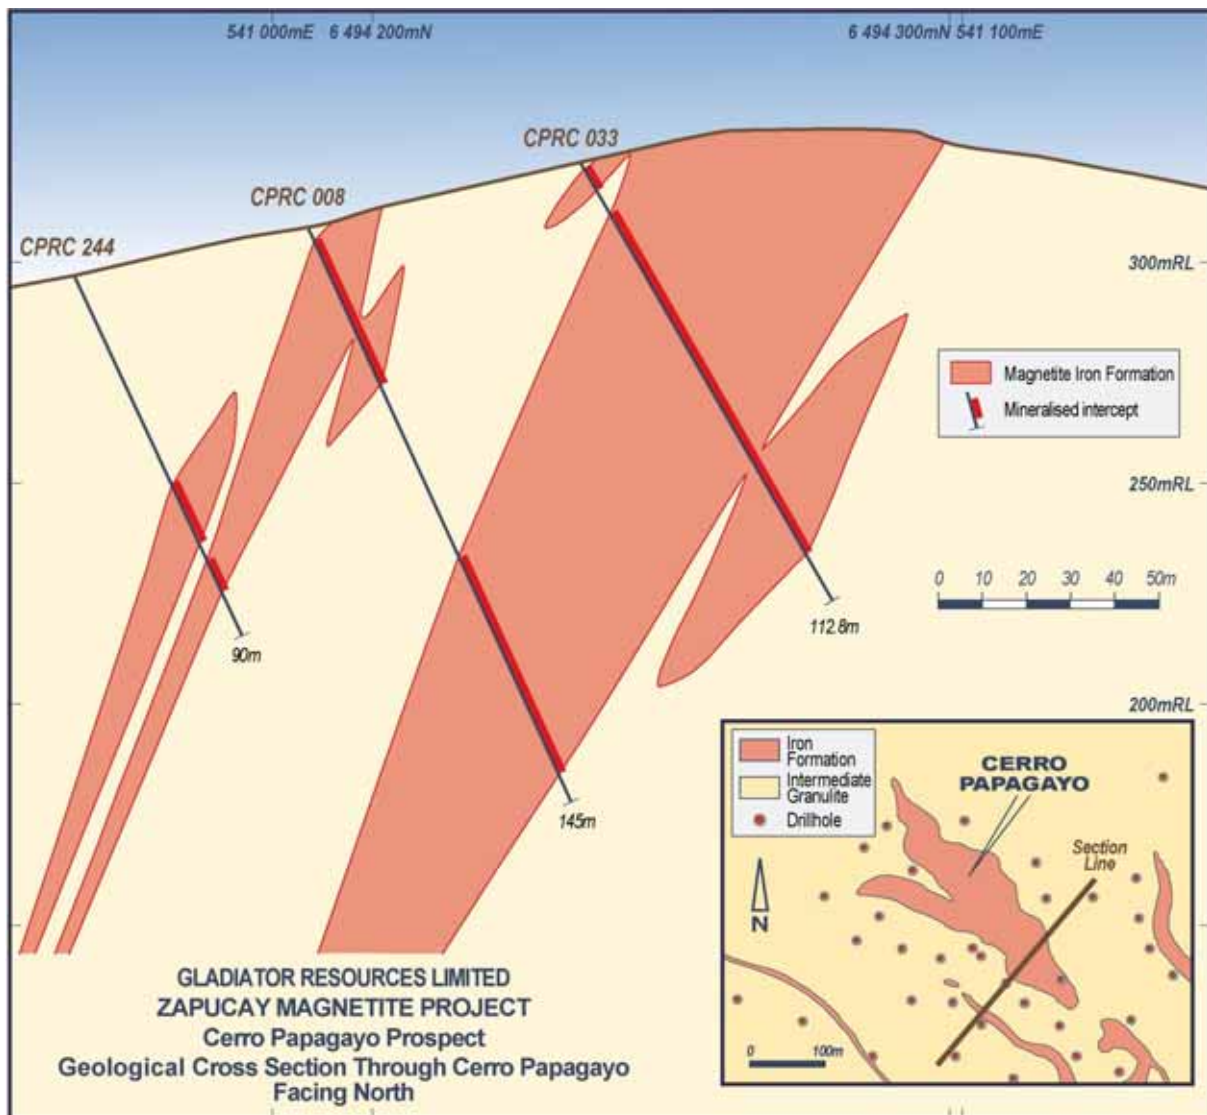 541 000mE 6 494 200mN
6 494 300mN 541 100mE
CPRC 033
CPRC 008
CPRC 244
300mRL
Magnetite Iron Formation
Mineralised intercept
250mRL
0 10 20 30 40 50m
112.8m
90m
200mRL
145m
Iron
Formation
Intermediate
Granulite
Drillhole
CERRO
PAPAGAYO
Section
Line
N
0 100m
GLADIATOR RESOURCES LIMITED
ZAPUCAY MAGNETITE PROJECT
Cerro Papagayo Prospect
Geological Cross Section Through Cerro Papagayo
Facing North